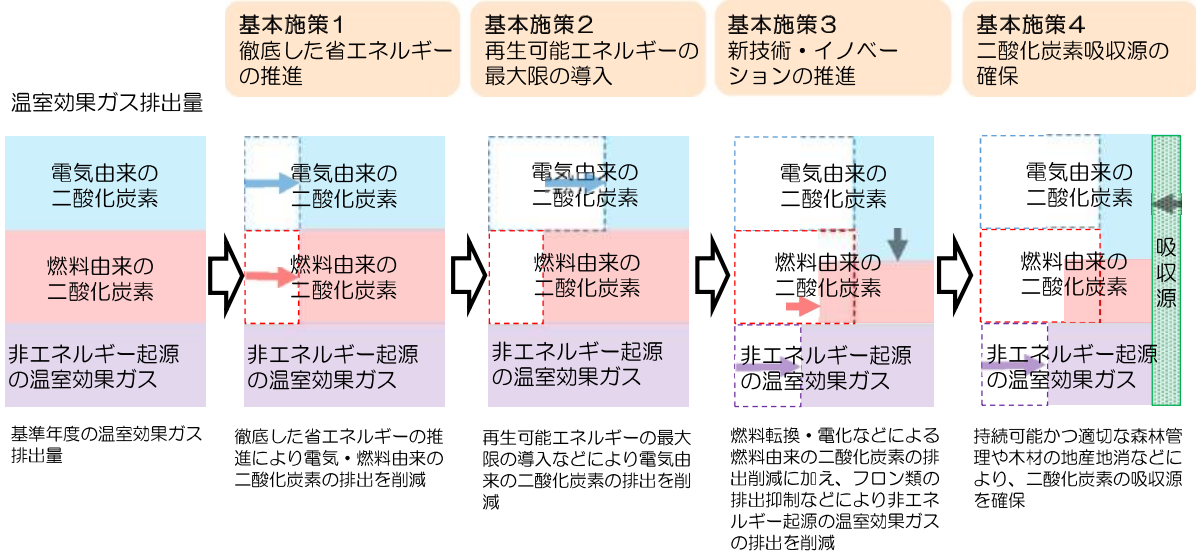 基本施策1
徹底した省エネルギー
の推進
基本施策2
再生可能エネルギーの
最大限の導入
基本施策3
新技術・イノベー
ションの推進
基本施策4
二酸化炭素吸収源の
確保
温室効果ガス排出量
電気由来の
二酸化炭素
燃料由来の
二酸化炭素
非エネルギー起源
の温室効果ガス
基準年度の温室効果ガス
排出量
電気由来の
二酸化炭素
燃料由来の
二酸化炭素
非エネルギー起源
の温室効果ガス
徹底した省エネルギーの推
進により電気・燃料由来の
二酸化炭素の排出を削減
電気由来の
二酸化炭素
燃料由来の
二酸化炭素
非エネルギー起源
の温室効果ガス
再生可能エネルギーの最大
限の導入などにより電気由
来の二酸化炭素の排出を削
減
電気由来の
二酸化炭素
燃料由来の
二酸化炭素
非エネルギー起源
の温室効果ガス
燃料転換・電化などによる
燃料由来の二酸化炭素の排
出削減に加え、フロン類の
排出抑制などにより非エネ
ルギー起源の温室効果ガス
の排出を削減
電気由来の
二酸化炭素
燃料由来の
二酸化炭素
非エネルギー起源
の温室効果ガス
吸収源
持続可能かつ適切な森林管
理や木材の地産地消などに
より、二酸化炭素の吸収源
を確保